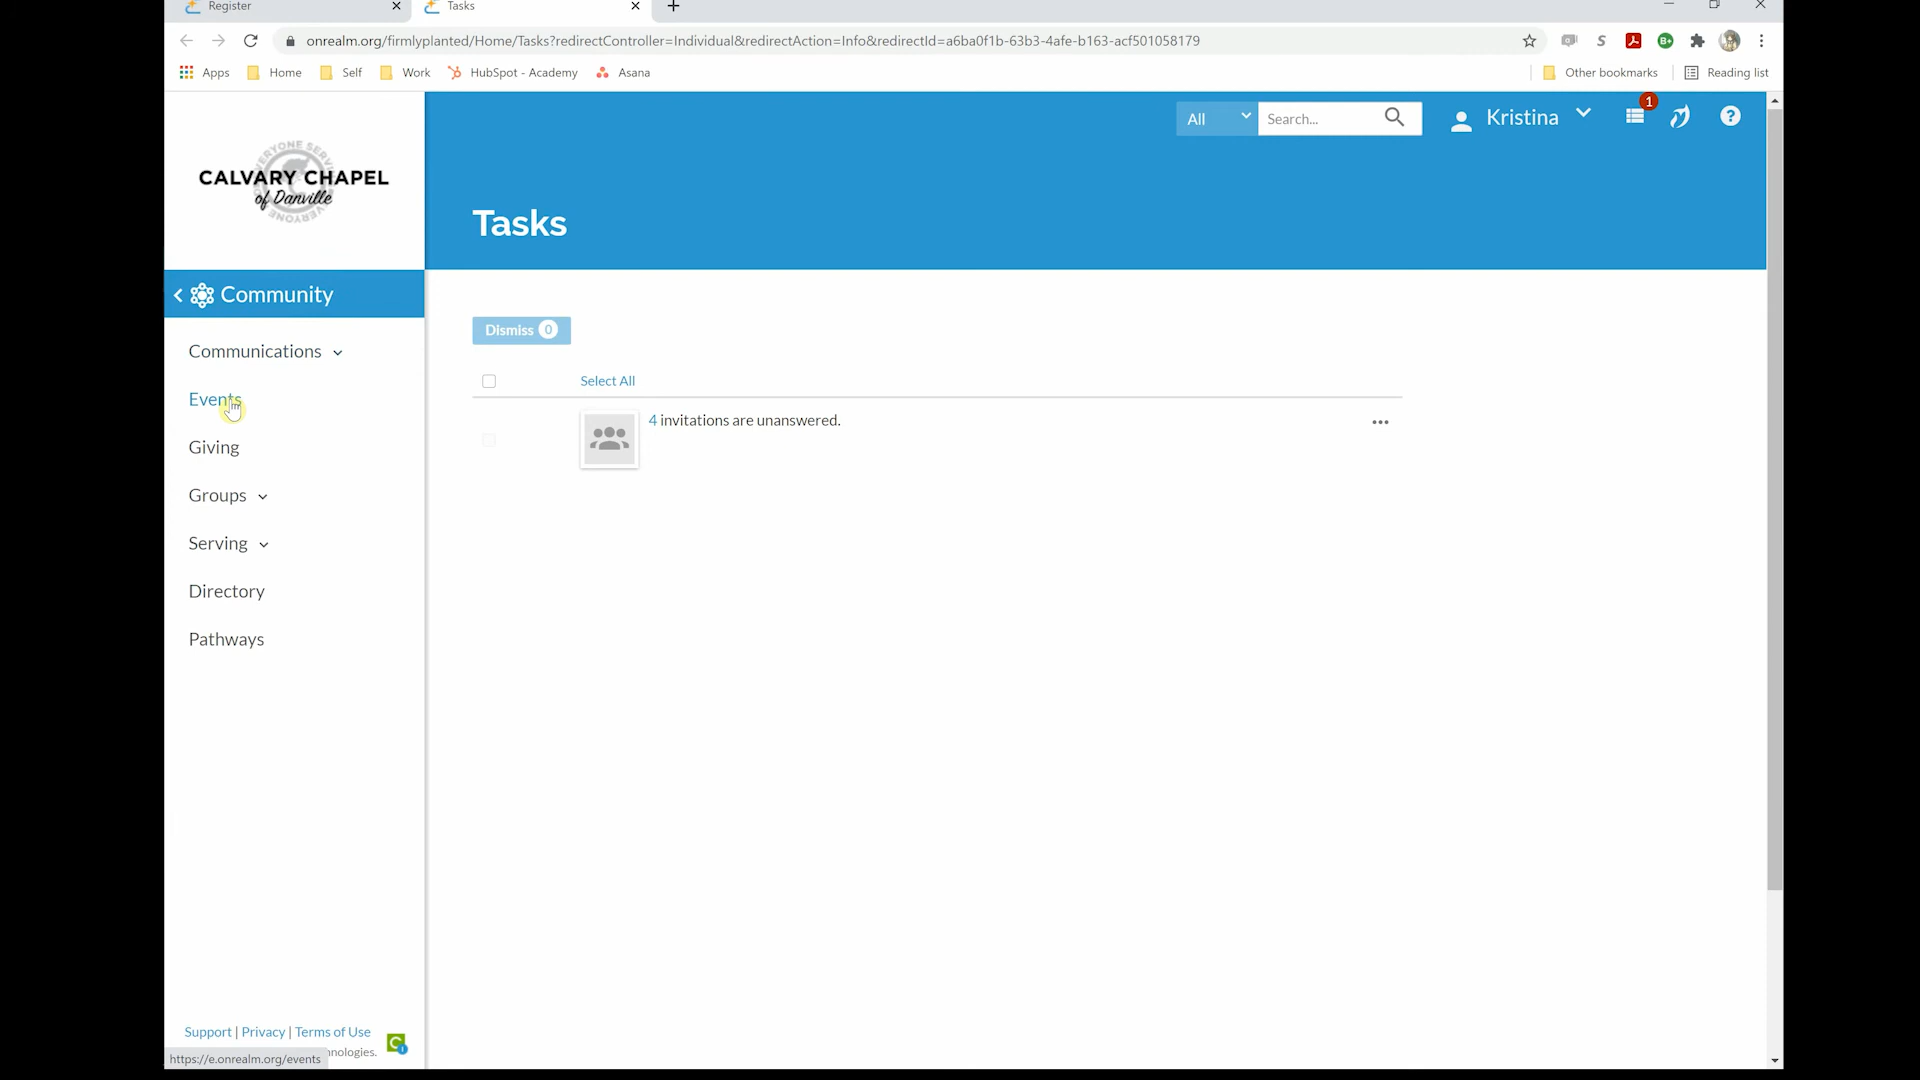 Register
Tasks
onrealm.org/firmlyplanted/Home/Tasks?redirectController=Individual&redirectAction=Info&redirectId=a6ba0f1b-63b3-4afe-b163-acf501058179
Apps Home Self Work HubSpot - Academy Asana Other bookmarks Reading list
EVERYONE
CALVARY CHAPEL
of Danville
EVERYONE
All Search... Kristina 1
Tasks
Community
Communications
Events
Giving
Groups
Serving
Directory
Pathways
Dismiss 0
Select All
4 invitations are unanswered.
Support | Privacy | Terms of Use
nologies.
https://e.onrealm.org/events